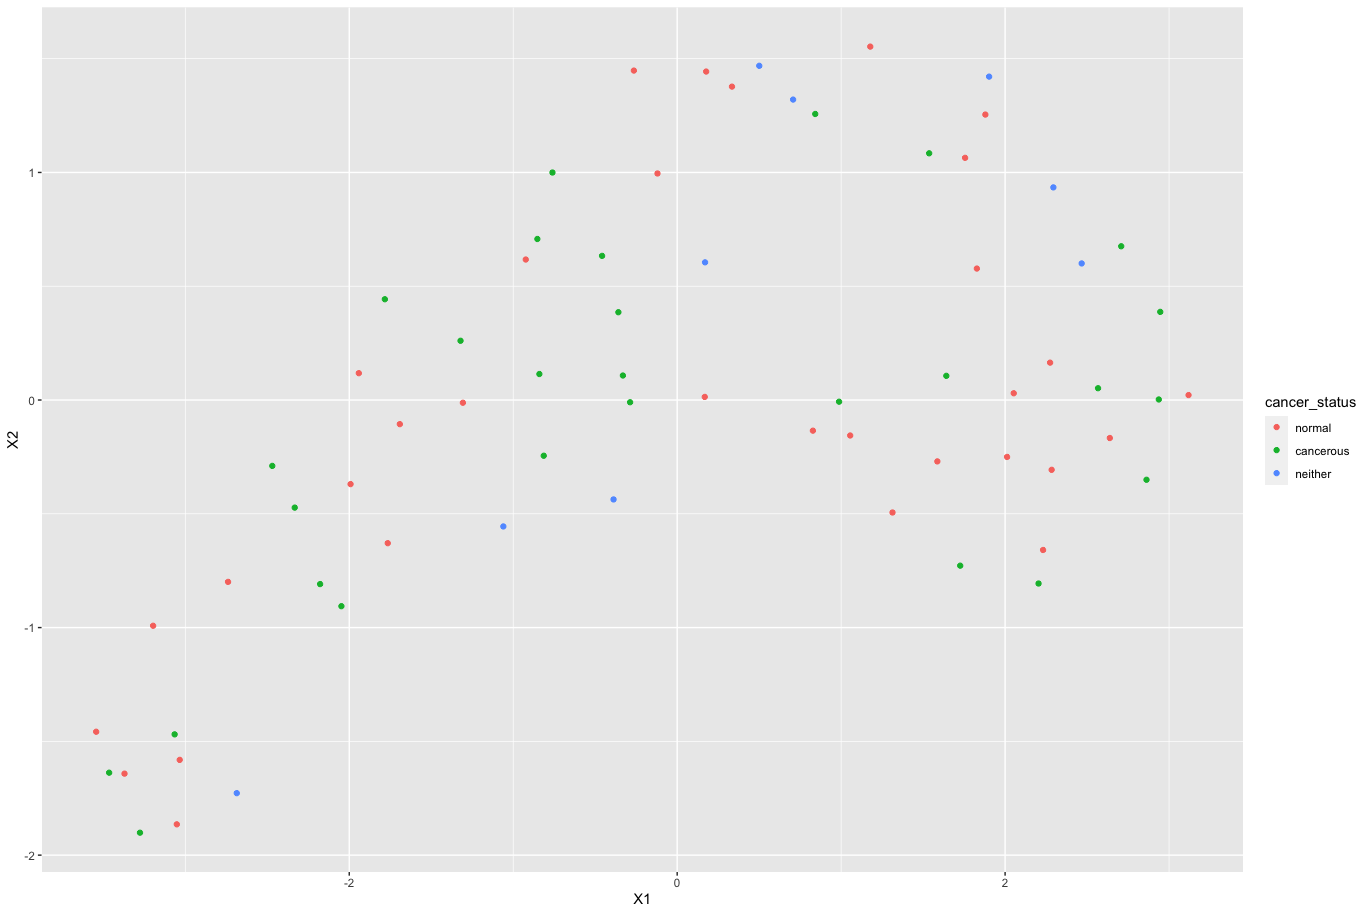 1
0
-1
-2
X2
-2
0
2
X1
cancer_status
normal
cancerous
neither